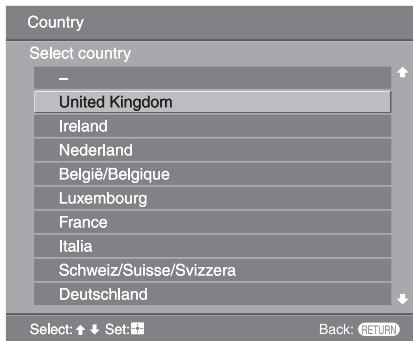 Country
Select country
–
United Kingdom
Ireland
Nederland
België/Belgique
Luxembourg
France
Italia
Schweiz/Suisse/Svizzera
Deutschland
Select: ↑ ↓ Set: Back: RETURN